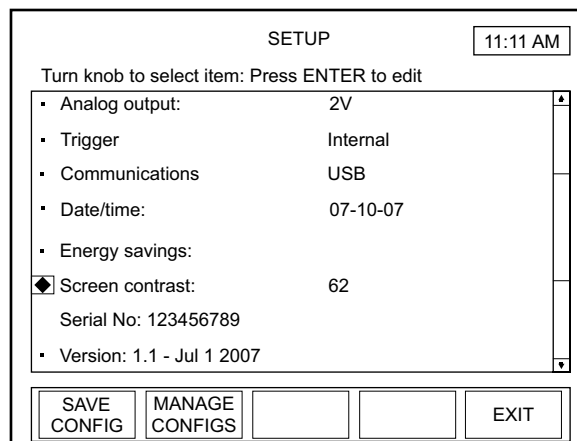 SETUP
11:11 AM
Turn knob to select item: Press ENTER to edit
Analog output: 2V
Trigger Internal
Communications USB
Date/time: 07-10-07
Energy savings:
Screen contrast: 62
Serial No: 123456789
Version: 1.1 - Jul 1 2007
SAVE CONFIG
MANAGE CONFIGS
EXIT